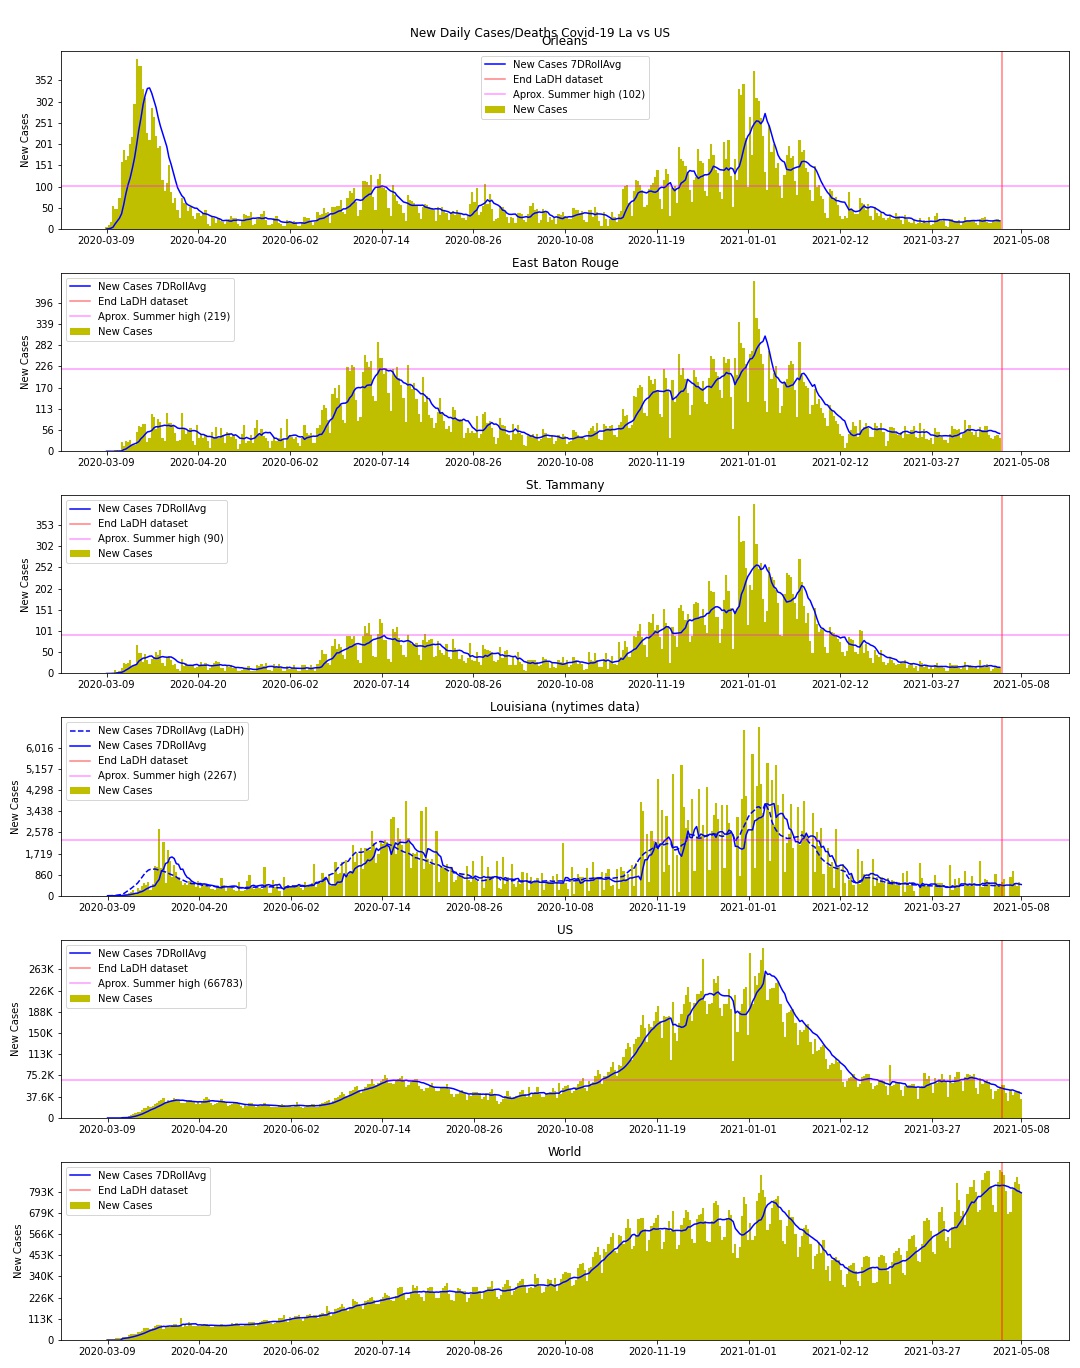 New Daily Cases/Deaths Covid-19 La vs US
Orleans
New Cases
352
302
251
201
151
100
50
0
New Cases 7DRollAvg
End LaDH dataset
Aprox. Summer high (102)
New Cases
2020-03-09 2020-04-20 2020-06-02 2020-07-14 2020-08-26 2020-10-08 2020-11-19 2021-01-01 2021-02-12 2021-03-27 2021-05-08
East Baton Rouge
New Cases
396
339
282
226
170
113
56
0
New Cases 7DRollAvg
End LaDH dataset
Aprox. Summer high (219)
New Cases
2020-03-09 2020-04-20 2020-06-02 2020-07-14 2020-08-26 2020-10-08 2020-11-19 2021-01-01 2021-02-12 2021-03-27 2021-05-08
St. Tammany
New Cases
353
302
252
202
151
101
50
0
New Cases 7DRollAvg
End LaDH dataset
Aprox. Summer high (90)
New Cases
2020-03-09 2020-04-20 2020-06-02 2020-07-14 2020-08-26 2020-10-08 2020-11-19 2021-01-01 2021-02-12 2021-03-27 2021-05-08
Louisiana (nytimes data)
New Cases
6,016
5,157
4,298
3,438
2,578
1,719
860
0
New Cases 7DRollAvg (LaDH)
New Cases 7DRollAvg
End LaDH dataset
Aprox. Summer high (2267)
New Cases
2020-03-09 2020-04-20 2020-06-02 2020-07-14 2020-08-26 2020-10-08 2020-11-19 2021-01-01 2021-02-12 2021-03-27 2021-05-08
US
New Cases
263K
226K
188K
150K
113K
75.2K
37.6K
0
New Cases 7DRollAvg
End LaDH dataset
Aprox. Summer high (66783)
New Cases
2020-03-09 2020-04-20 2020-06-02 2020-07-14 2020-08-26 2020-10-08 2020-11-19 2021-01-01 2021-02-12 2021-03-27 2021-05-08
World
New Cases
793K
679K
566K
453K
340K
226K
113K
0
New Cases 7DRollAvg
End LaDH dataset
New Cases
2020-03-09 2020-04-20 2020-06-02 2020-07-14 2020-08-26 2020-10-08 2020-11-19 2021-01-01 2021-02-12 2021-03-27 2021-05-08